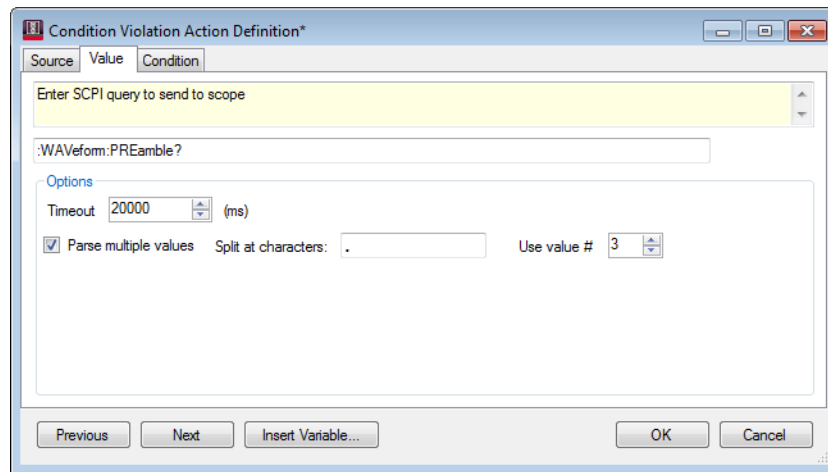 Condition Violation Action Definition*
Source Value Condition
Enter SCPI query to send to scope
:WAVeform:PREamble?
Options
Timeout 20000 (ms)
Parse multiple values Split at characters: . Use value # 3
Previous Next Insert Variable... OK Cancel